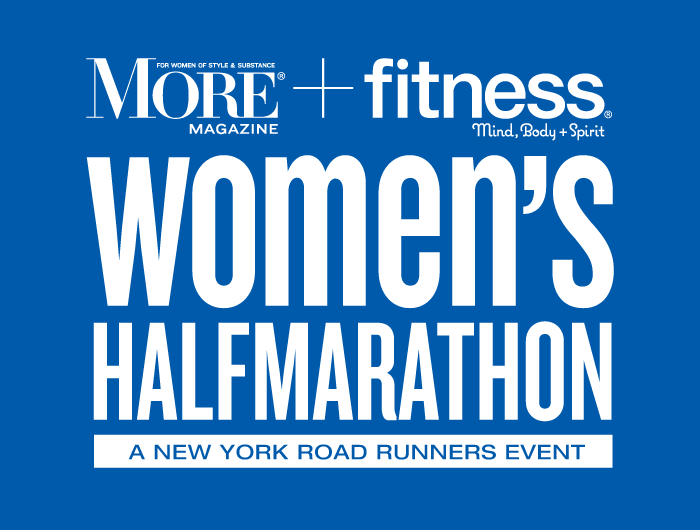 FOR WOMEN OF STYLE & SUBSTANCE
MORE® + fitness®
MAGAZINE Mind, Body + Spirit
women's
HALFMARATHON
A NEW YORK ROAD RUNNERS EVENT